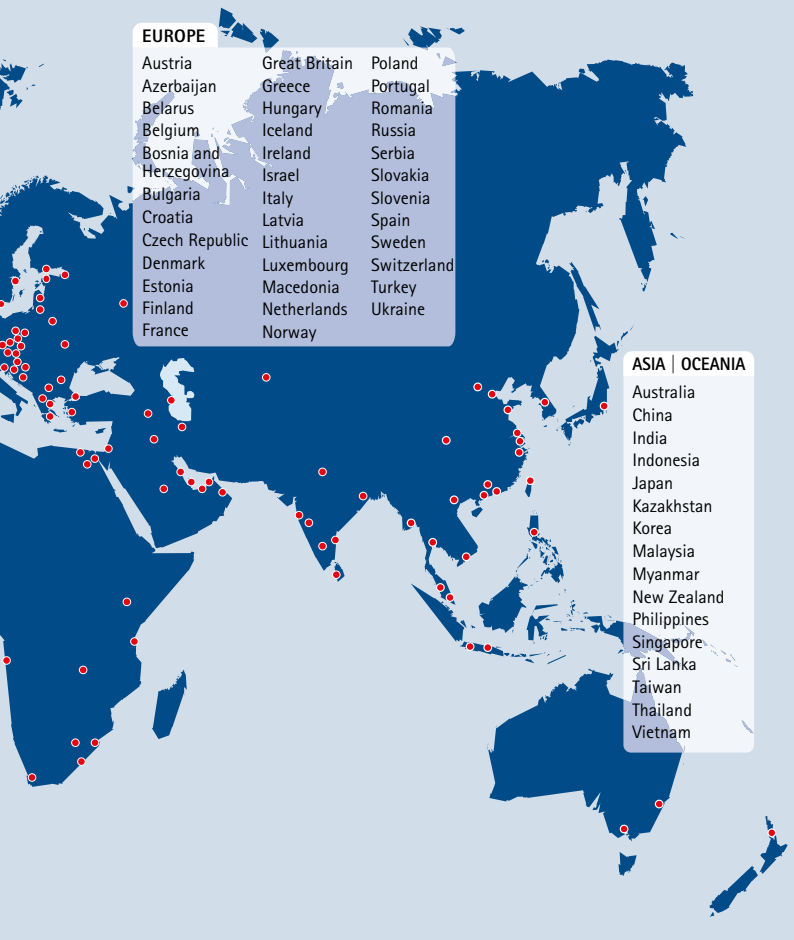 EUROPE
Austria
Azerbaijan
Belarus
Belgium
Bosnia and
Herzegovina
Bulgaria
Croatia
Czech Republic
Denmark
Estonia
Finland
France
Great Britain
Greece
Hungary
Iceland
Ireland
Israel
Italy
Latvia
Lithuania
Luxembourg
Macedonia
Netherlands
Norway
Poland
Portugal
Romania
Russia
Serbia
Slovakia
Slovenia
Spain
Sweden
Switzerland
Turkey
Ukraine
ASIA | OCEANIA
Australia
China
India
Indonesia
Japan
Kazakhstan
Korea
Malaysia
Myanmar
New Zealand
Philippines
Singapore
Sri Lanka
Taiwan
Thailand
Vietnam